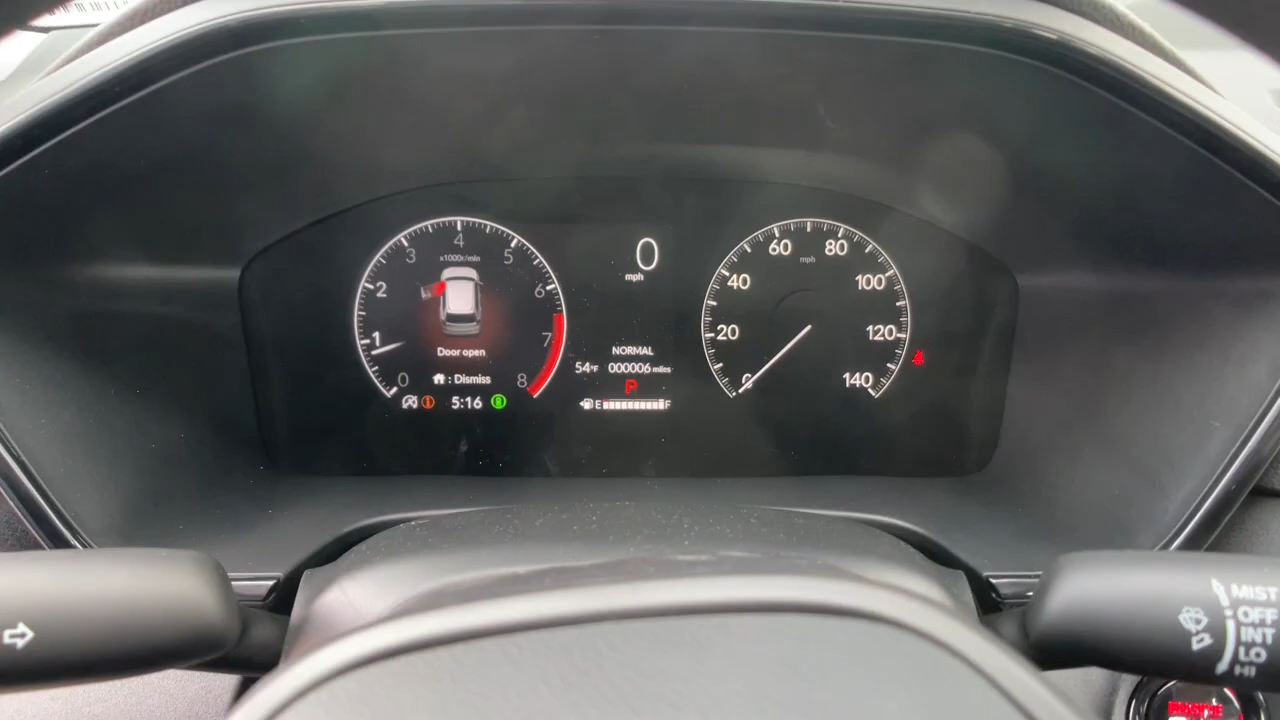 4
3
5
x1000r/min
2
6
1
7
0
8
Door open
: Dismiss
5:16
0
mph
NORMAL
54°F
000006 miles
P
E
F
60
80
mph
40
100
20
120
0
140
MIST
OFF
INT
LO
HI
ENGINE